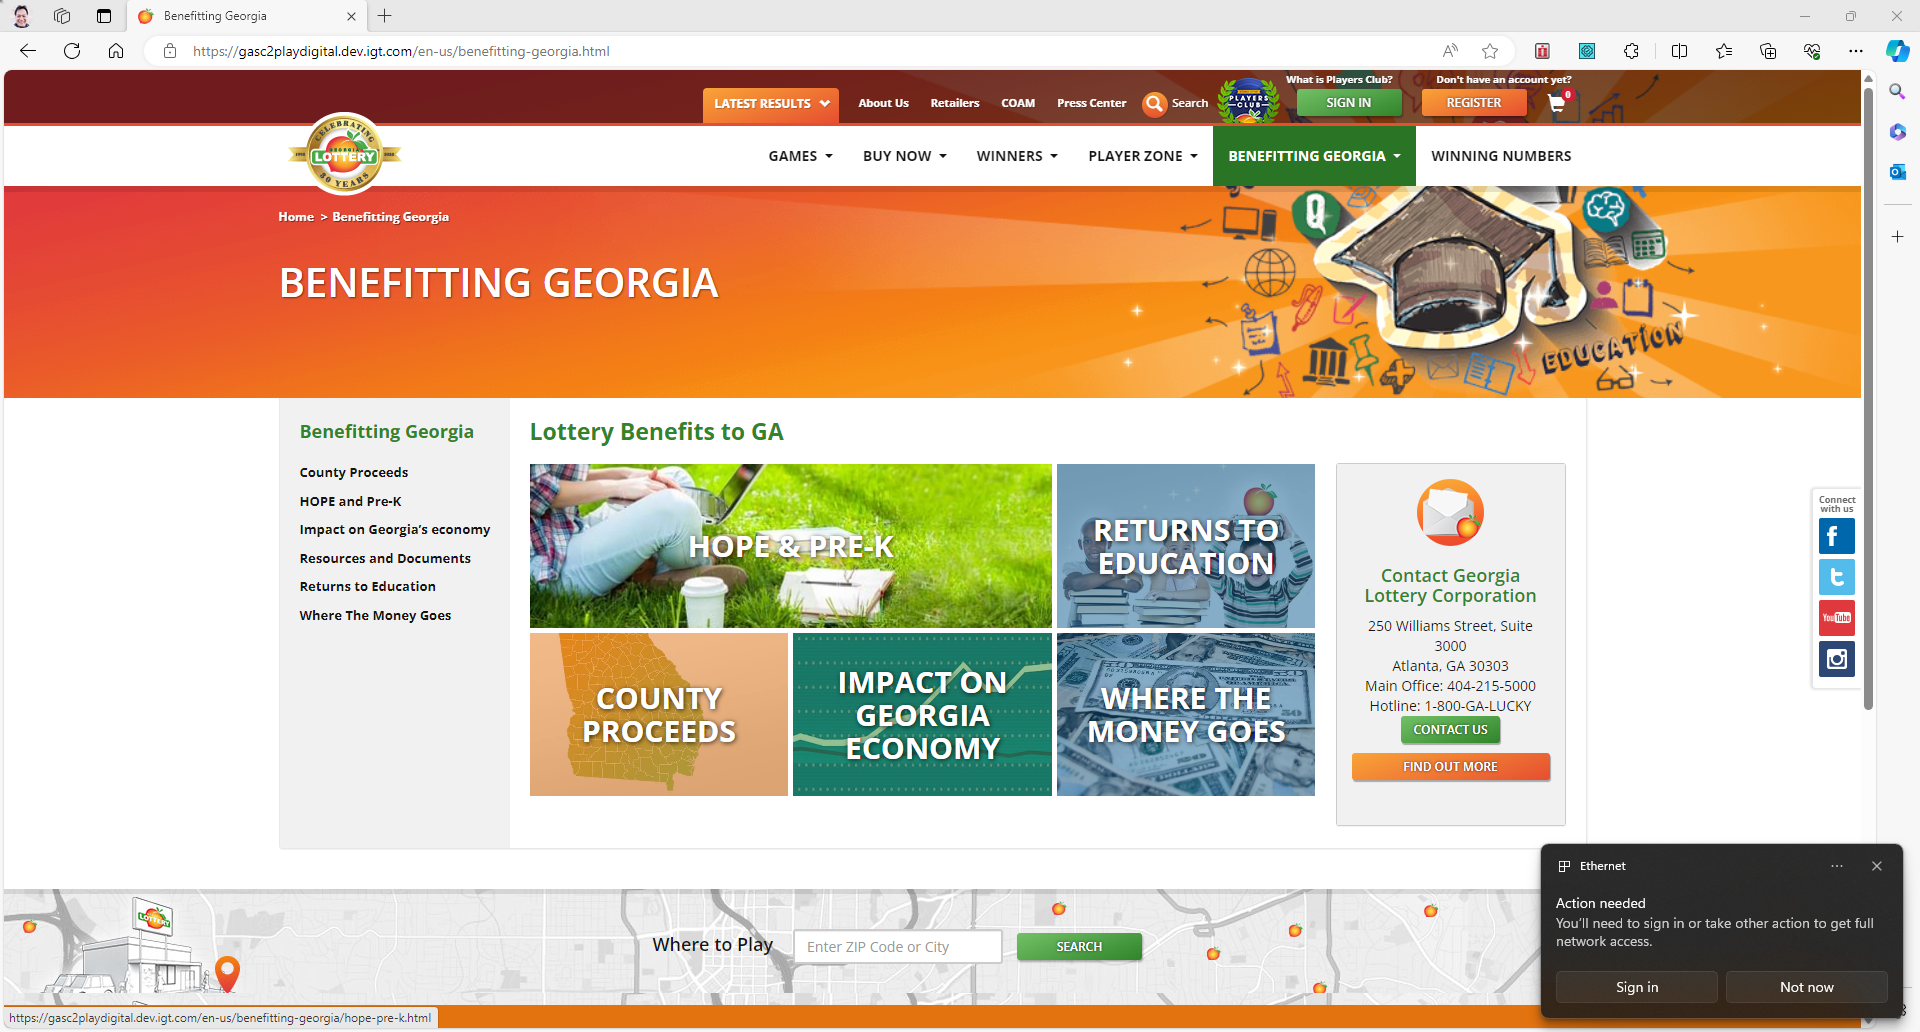 Benefitting Georgia
https://gasc2playdigital.dev.igt.com/en-us/benefitting-georgia.html
What is Players Club?
Don't have an account yet?
LATEST RESULTS
About Us
Retailers
COAM
Press Center
Search
PLAYERS
CLUB
SIGN IN
REGISTER
0
CELEBRATING
GEORGIA
LOTTERY
30 YEARS
GAMES
BUY NOW
WINNERS
PLAYER ZONE
BENEFITTING GEORGIA
WINNING NUMBERS
Home > Benefitting Georgia
BENEFITTING GEORGIA
EDUCATION
Benefitting Georgia
County Proceeds
HOPE and Pre-K
Impact on Georgia's economy
Resources and Documents
Returns to Education
Where The Money Goes
Lottery Benefits to GA
HOPE & PRE-K
RETURNS TO
EDUCATION
COUNTY
PROCEEDS
IMPACT ON
GEORGIA
ECONOMY
WHERE THE
MONEY GOES
Contact Georgia
Lottery Corporation
250 Williams Street, Suite
3000
Atlanta, GA 30303
Main Office: 404-215-5000
Hotline: 1-800-GA-LUCKY
CONTACT US
FIND OUT MORE
Connect
with us
YouTube
LOTTERY
Where to Play
Enter ZIP Code or City
SEARCH
Ethernet
Action needed
You'll need to sign in or take other action to get full
network access.
Sign in
Not now
https://gasc2playdigital.dev.igt.com/en-us/benefitting-georgia/hope-pre-k.html